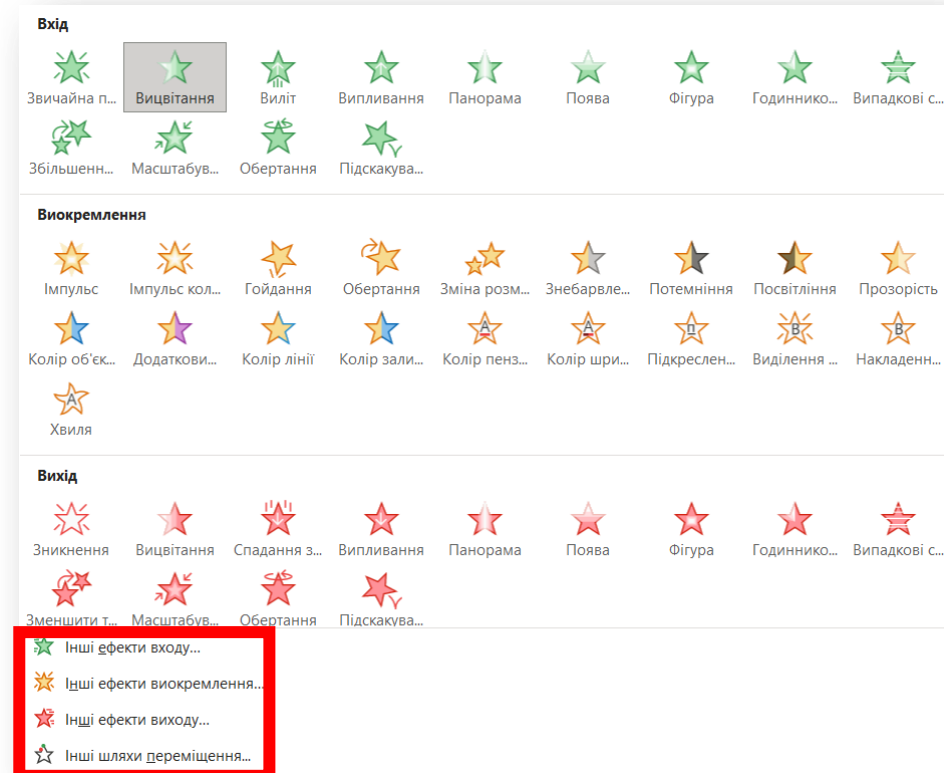 Вхід
Звичайна п... Вицвітання Виліт Випливання Панорама Поява Фігура Годиннико... Випадкові с...
Збільшенн... Масштабув... Обертання Підскакува...
Виокремлення
Імпульс Імпульс кол... Гойдання Обертання Зміна розм... Знебарвле... Потемніння Посвітління Прозорість
Колір об'єк... Додаткови... Колір лінії Колір зали... Колір пенз... Колір шри... Підкреслен... Виділення ... Накладенн...
Хвиля
Вихід
Зникнення Вицвітання Спадання з... Випливання Панорама Поява Фігура Годиннико... Випадкові с...
Зменшити т... Масштабув... Обертання Підскакува...
Інші ефекти входу...
Інші ефекти виокремлення...
Інші ефекти виходу...
Інші шляхи переміщення...